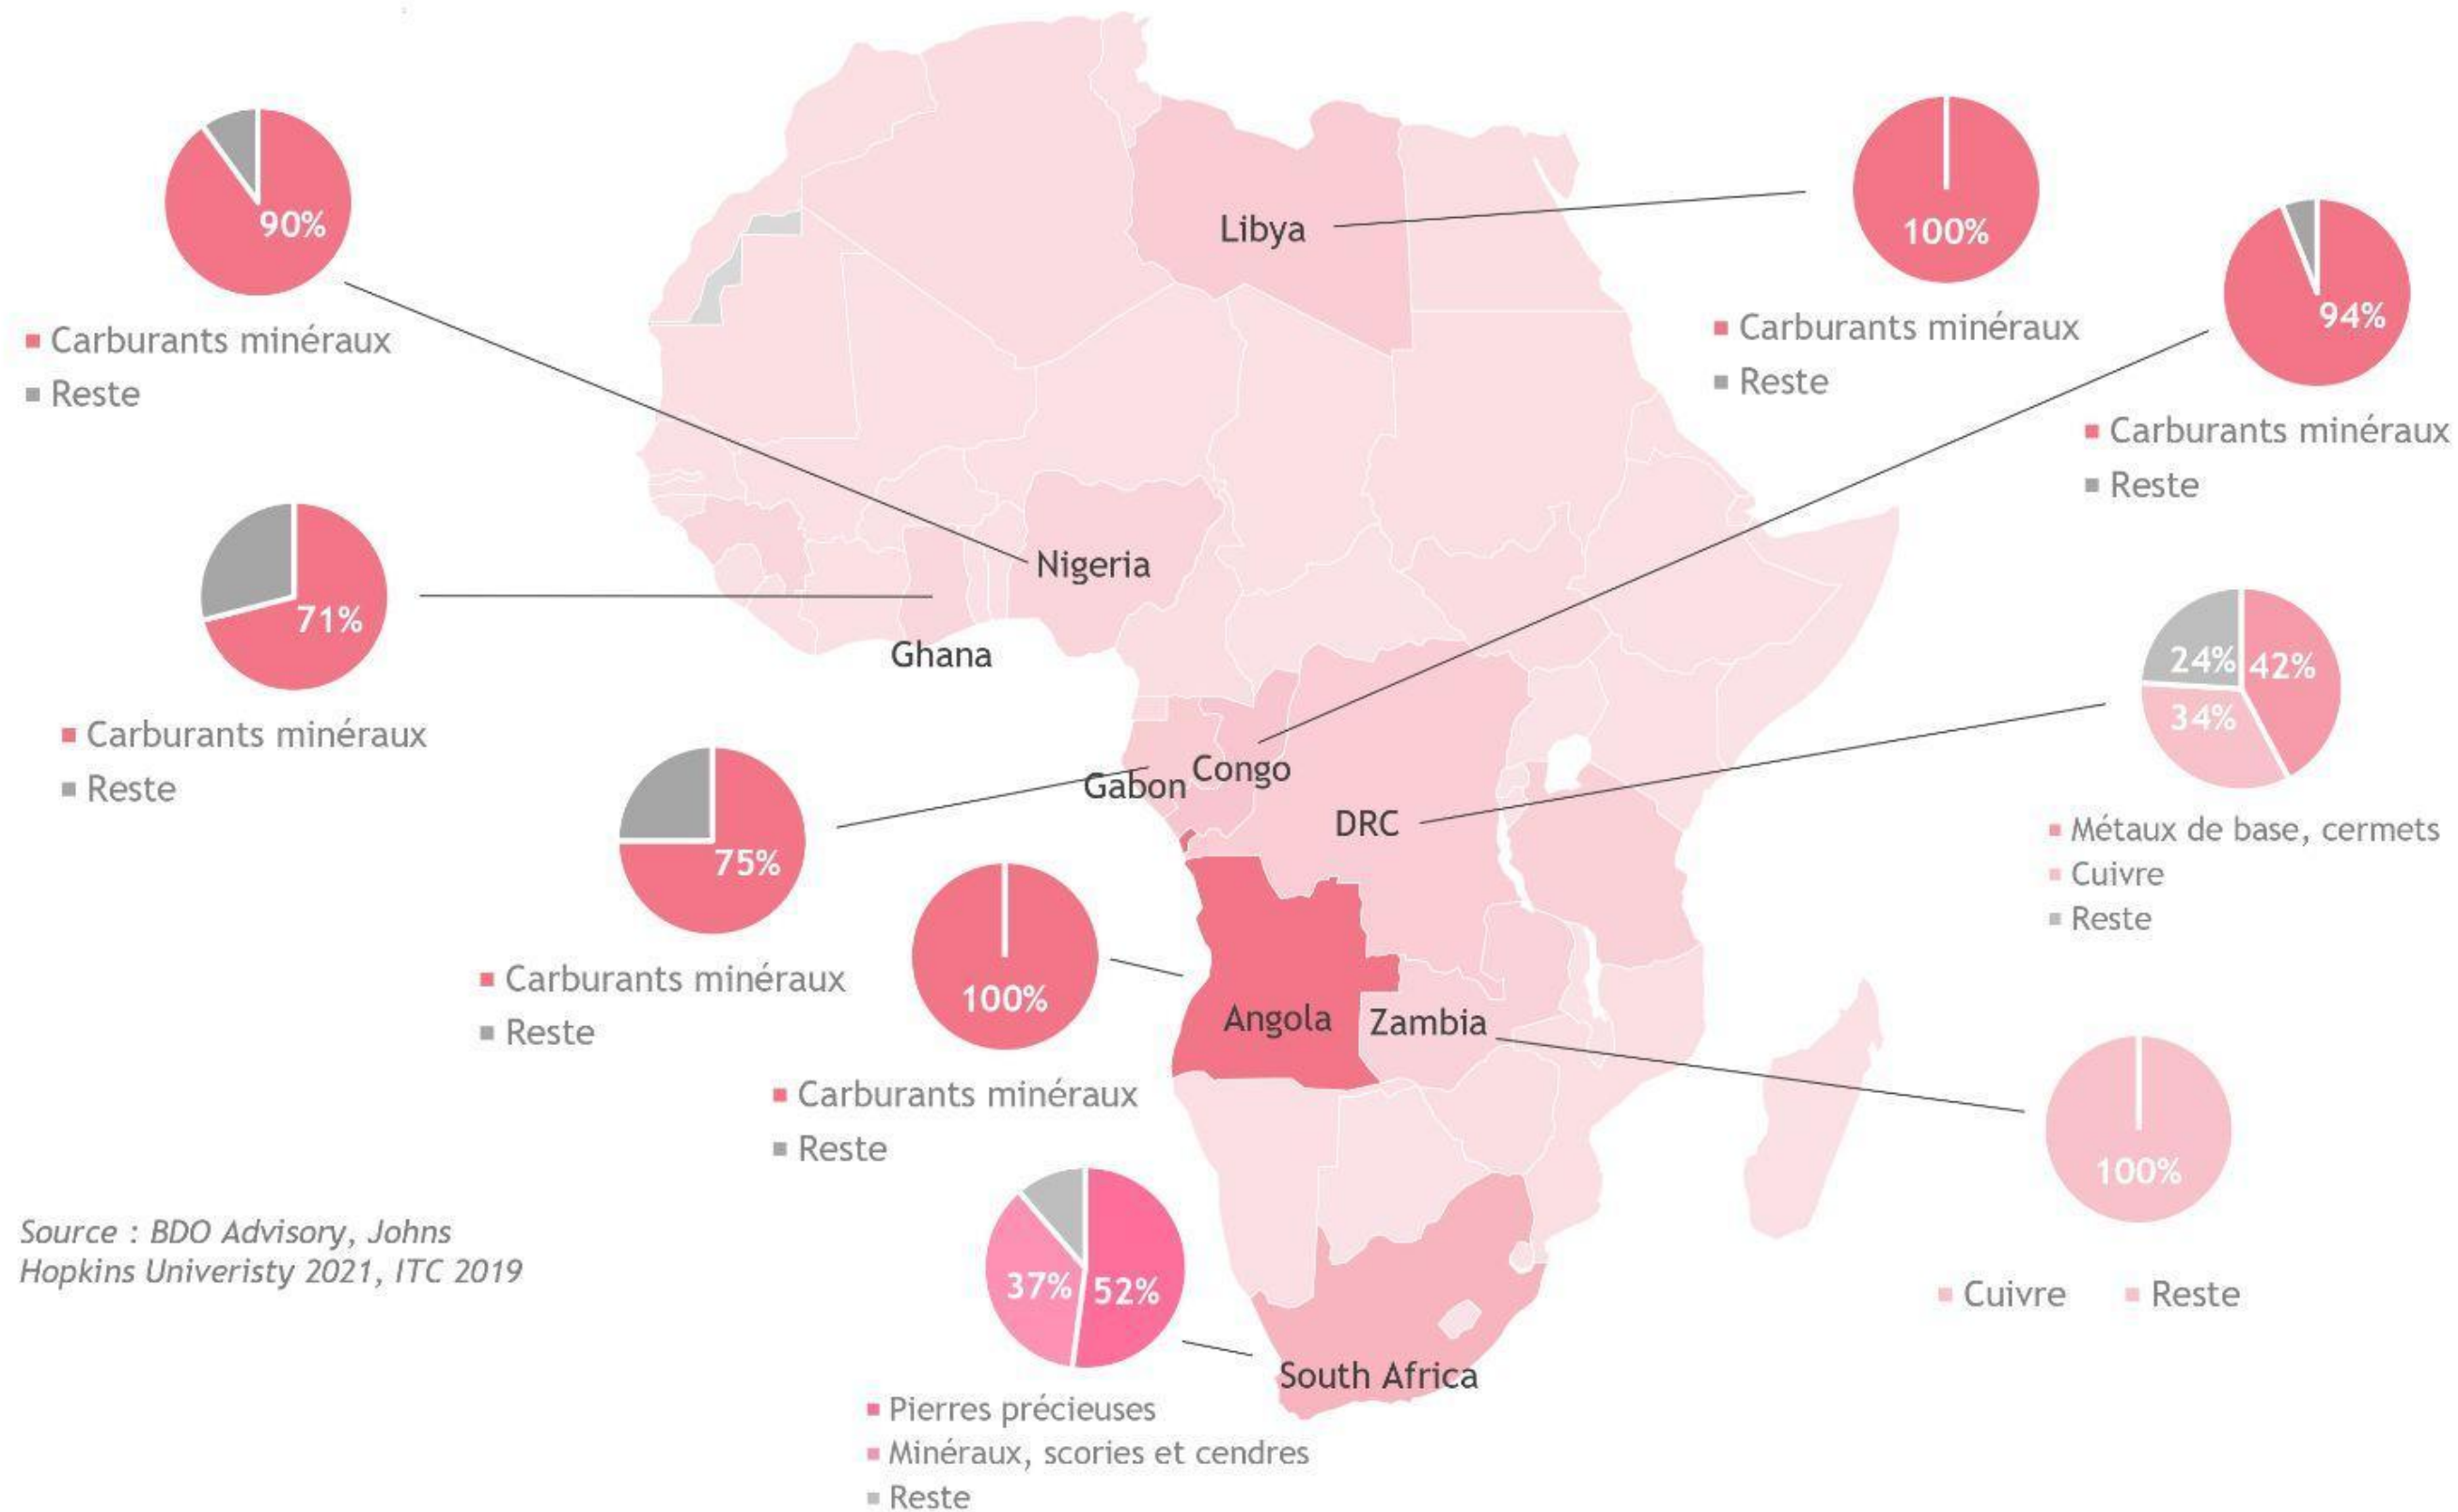 90%
Carburants minéraux
Reste
Libya
100%
Carburants minéraux
Reste
94%
Carburants minéraux
Reste
Nigeria
71%
Carburants minéraux
Reste
Ghana
24%
42%
34%
Métaux de base, cermets
Cuivre
Reste
75%
Carburants minéraux
Reste
Gabon
Congo
DRC
100%
Carburants minéraux
Reste
Angola
Zambia
100%
Cuivre
Reste
Source : BDO Advisory, Johns
Hopkins Univeristy 2021, ITC 2019
37%
52%
South Africa
Pierres précieuses
Minéraux, scories et cendres
Reste